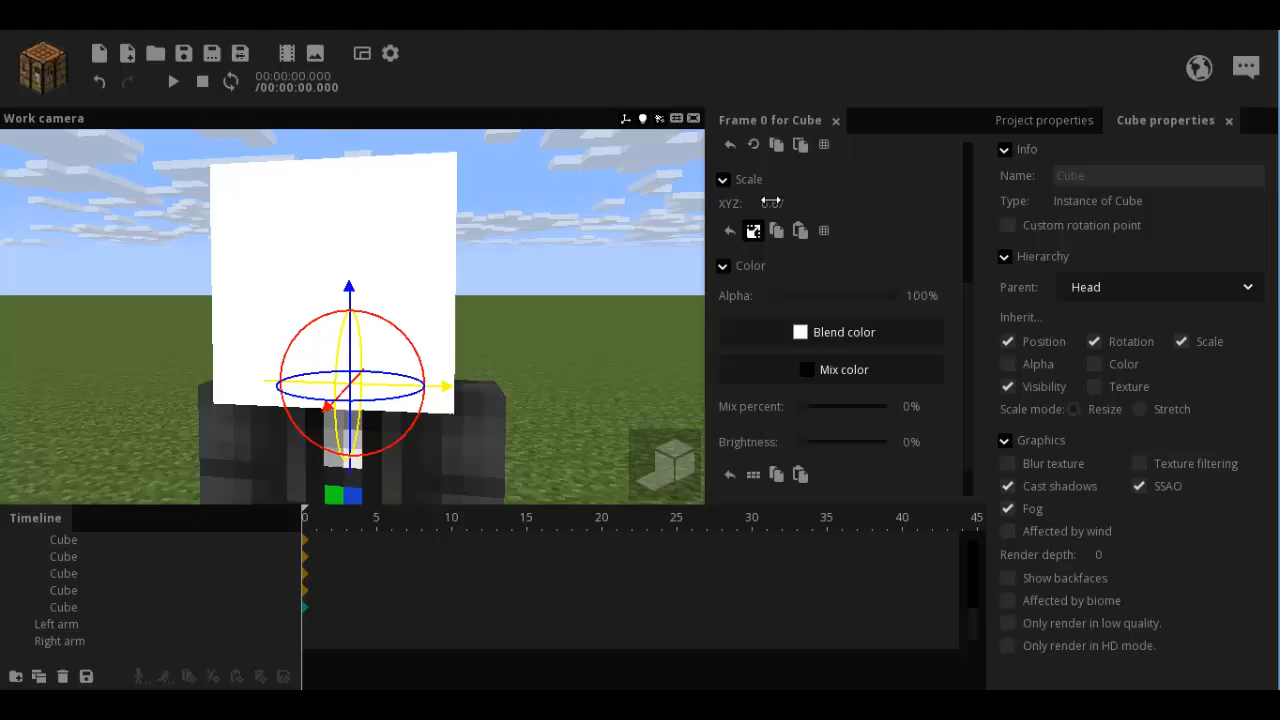 00:00:00.000
/00:00:00.000
Work camera
Frame 0 for Cube
Project properties
Cube properties
Scale
XYZ:
Color
Alpha: 100%
Blend color
Mix color
Mix percent: 0%
Brightness: 0%
Info
Name: Cube
Type: Instance of Cube
Custom rotation point
Hierarchy
Parent: Head
Inherit...
Position Rotation Scale
Alpha Color
Visibility Texture
Scale mode: Resize Stretch
Graphics
Blur texture Texture filtering
Cast shadows SSAO
Fog
Affected by wind
Render depth: 0
Show backfaces
Affected by biome
Only render in low quality.
Only render in HD mode.
Timeline
0 5 10 15 20 25 30 35 40 45
Cube
Cube
Cube
Cube
Cube
Left arm
Right arm